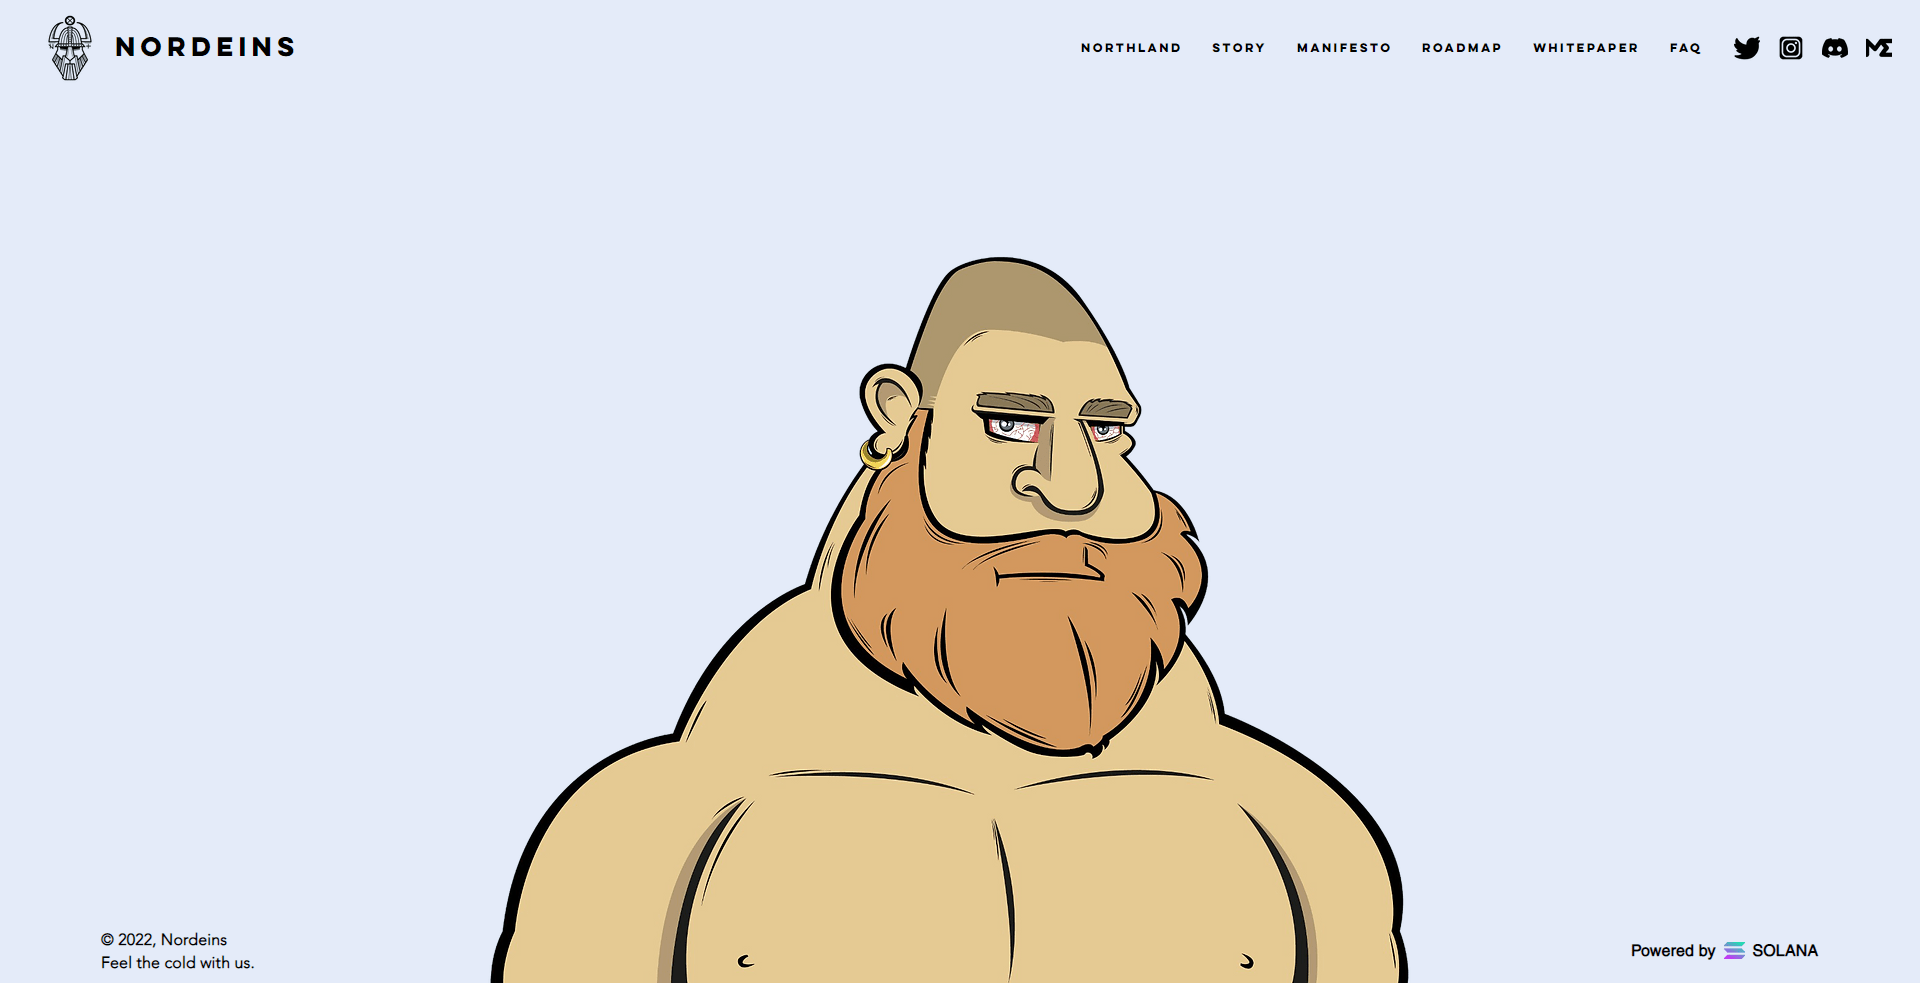 NORDEINS
NORTHLAND STORY MANIFESTO ROADMAP WHITEPAPER FAQ
© 2022, Nordeins
Feel the cold with us.
Powered by SOLANA